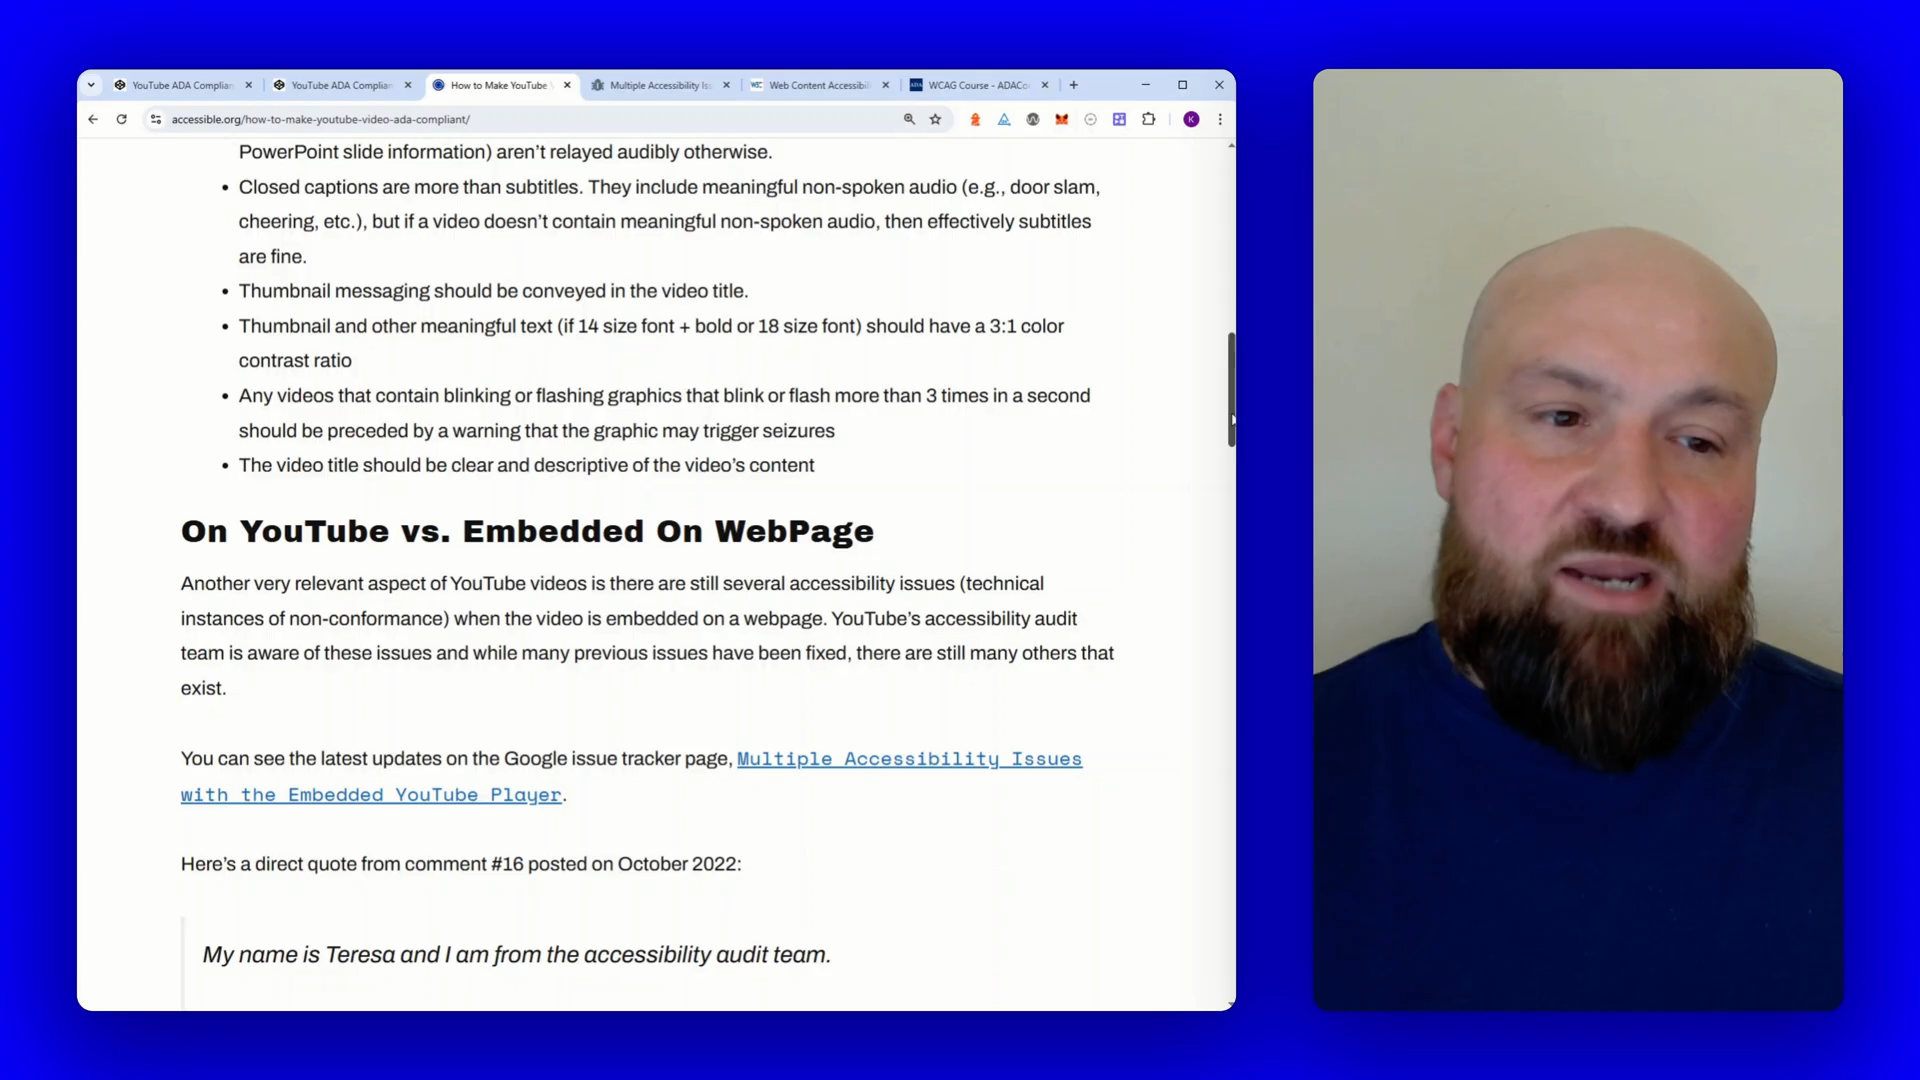 YouTube ADA Complian
YouTube ADA Complian
How to Make YouTube V
Multiple Accessibility Is
Web Content Accessibil
WCAG Course - ADACo
accessible.org/how-to-make-youtube-video-ada-compliant/
K
PowerPoint slide information) aren’t relayed audibly otherwise.
• Closed captions are more than subtitles. They include meaningful non-spoken audio (e.g., door slam,
cheering, etc.), but if a video doesn’t contain meaningful non-spoken audio, then effectively subtitles
are fine.
• Thumbnail messaging should be conveyed in the video title.
• Thumbnail and other meaningful text (if 14 size font + bold or 18 size font) should have a 3:1 color
contrast ratio
• Any videos that contain blinking or flashing graphics that blink or flash more than 3 times in a second
should be preceded by a warning that the graphic may trigger seizures
• The video title should be clear and descriptive of the video’s content
On YouTube vs. Embedded On WebPage
Another very relevant aspect of YouTube videos is there are still several accessibility issues (technical
instances of non-conformance) when the video is embedded on a webpage. YouTube’s accessibility audit
team is aware of these issues and while many previous issues have been fixed, there are still many others that
exist.
You can see the latest updates on the Google issue tracker page, Multiple Accessibility Issues
with the Embedded YouTube Player.
Here’s a direct quote from comment #16 posted on October 2022:
My name is Teresa and I am from the accessibility audit team.